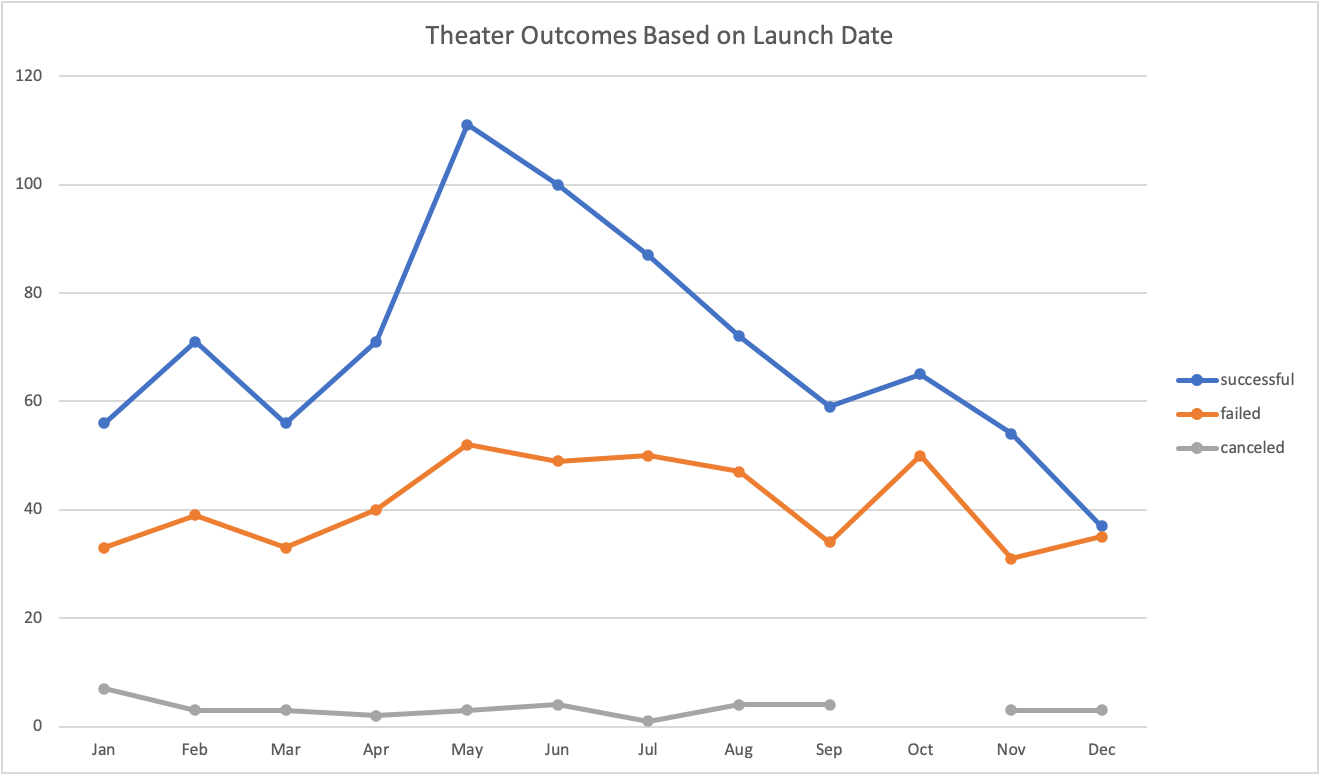 Theater Outcomes Based on Launch Date
120
100
80
60
40
20
0
Jan Feb Mar Apr May Jun Jul Aug Sep Oct Nov Dec
successful
failed
canceled